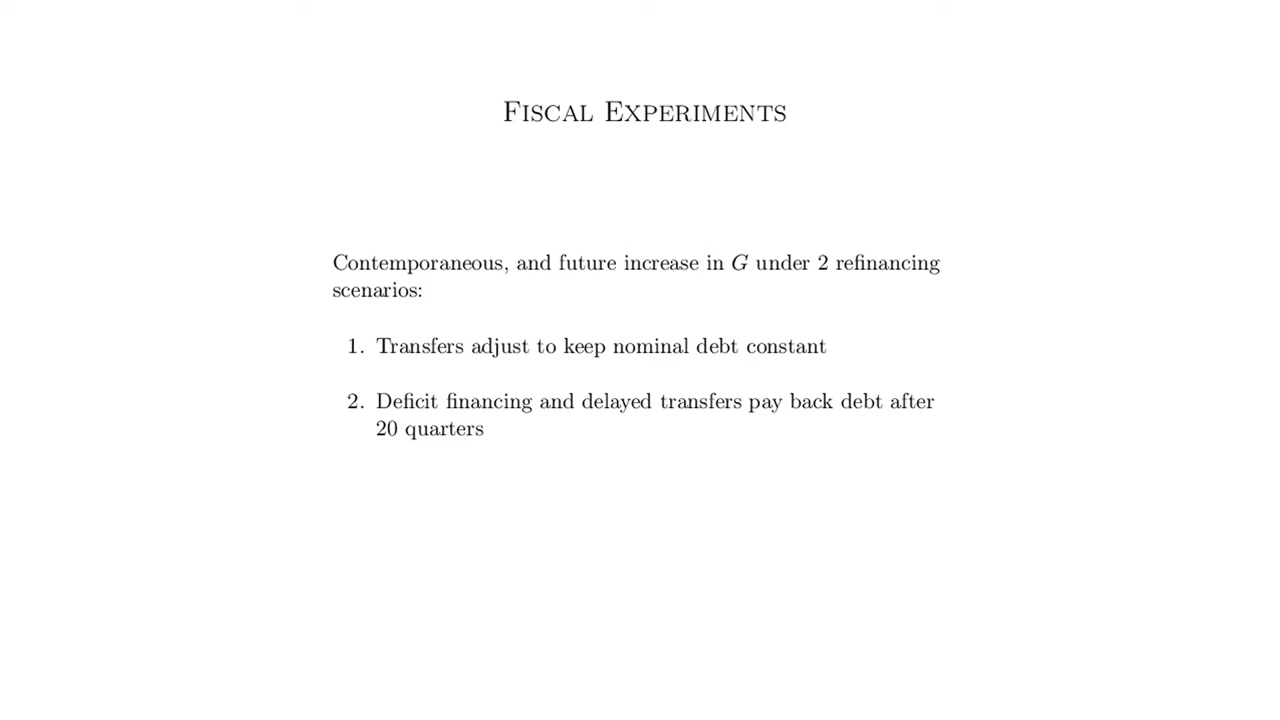 Fiscal Experiments
Contemporaneous, and future increase in G under 2 refinancing
scenarios:
1. Transfers adjust to keep nominal debt constant
2. Deficit financing and delayed transfers pay back debt after
20 quarters